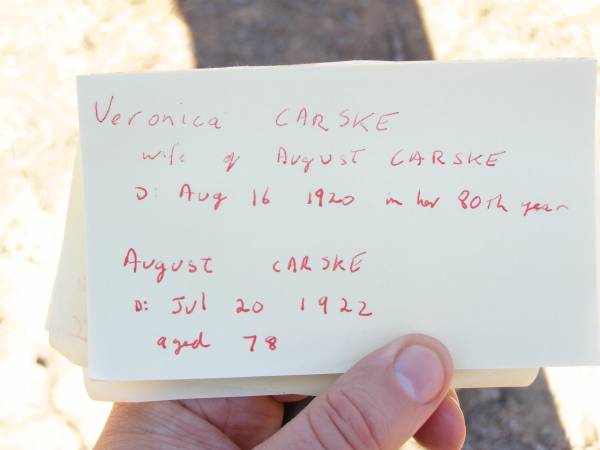 Veronica CARSKE
wife of August CARSKE
D: Aug 16 1920 in her 80th year
August CARSKE
D: Jul 20 1922
aged 78